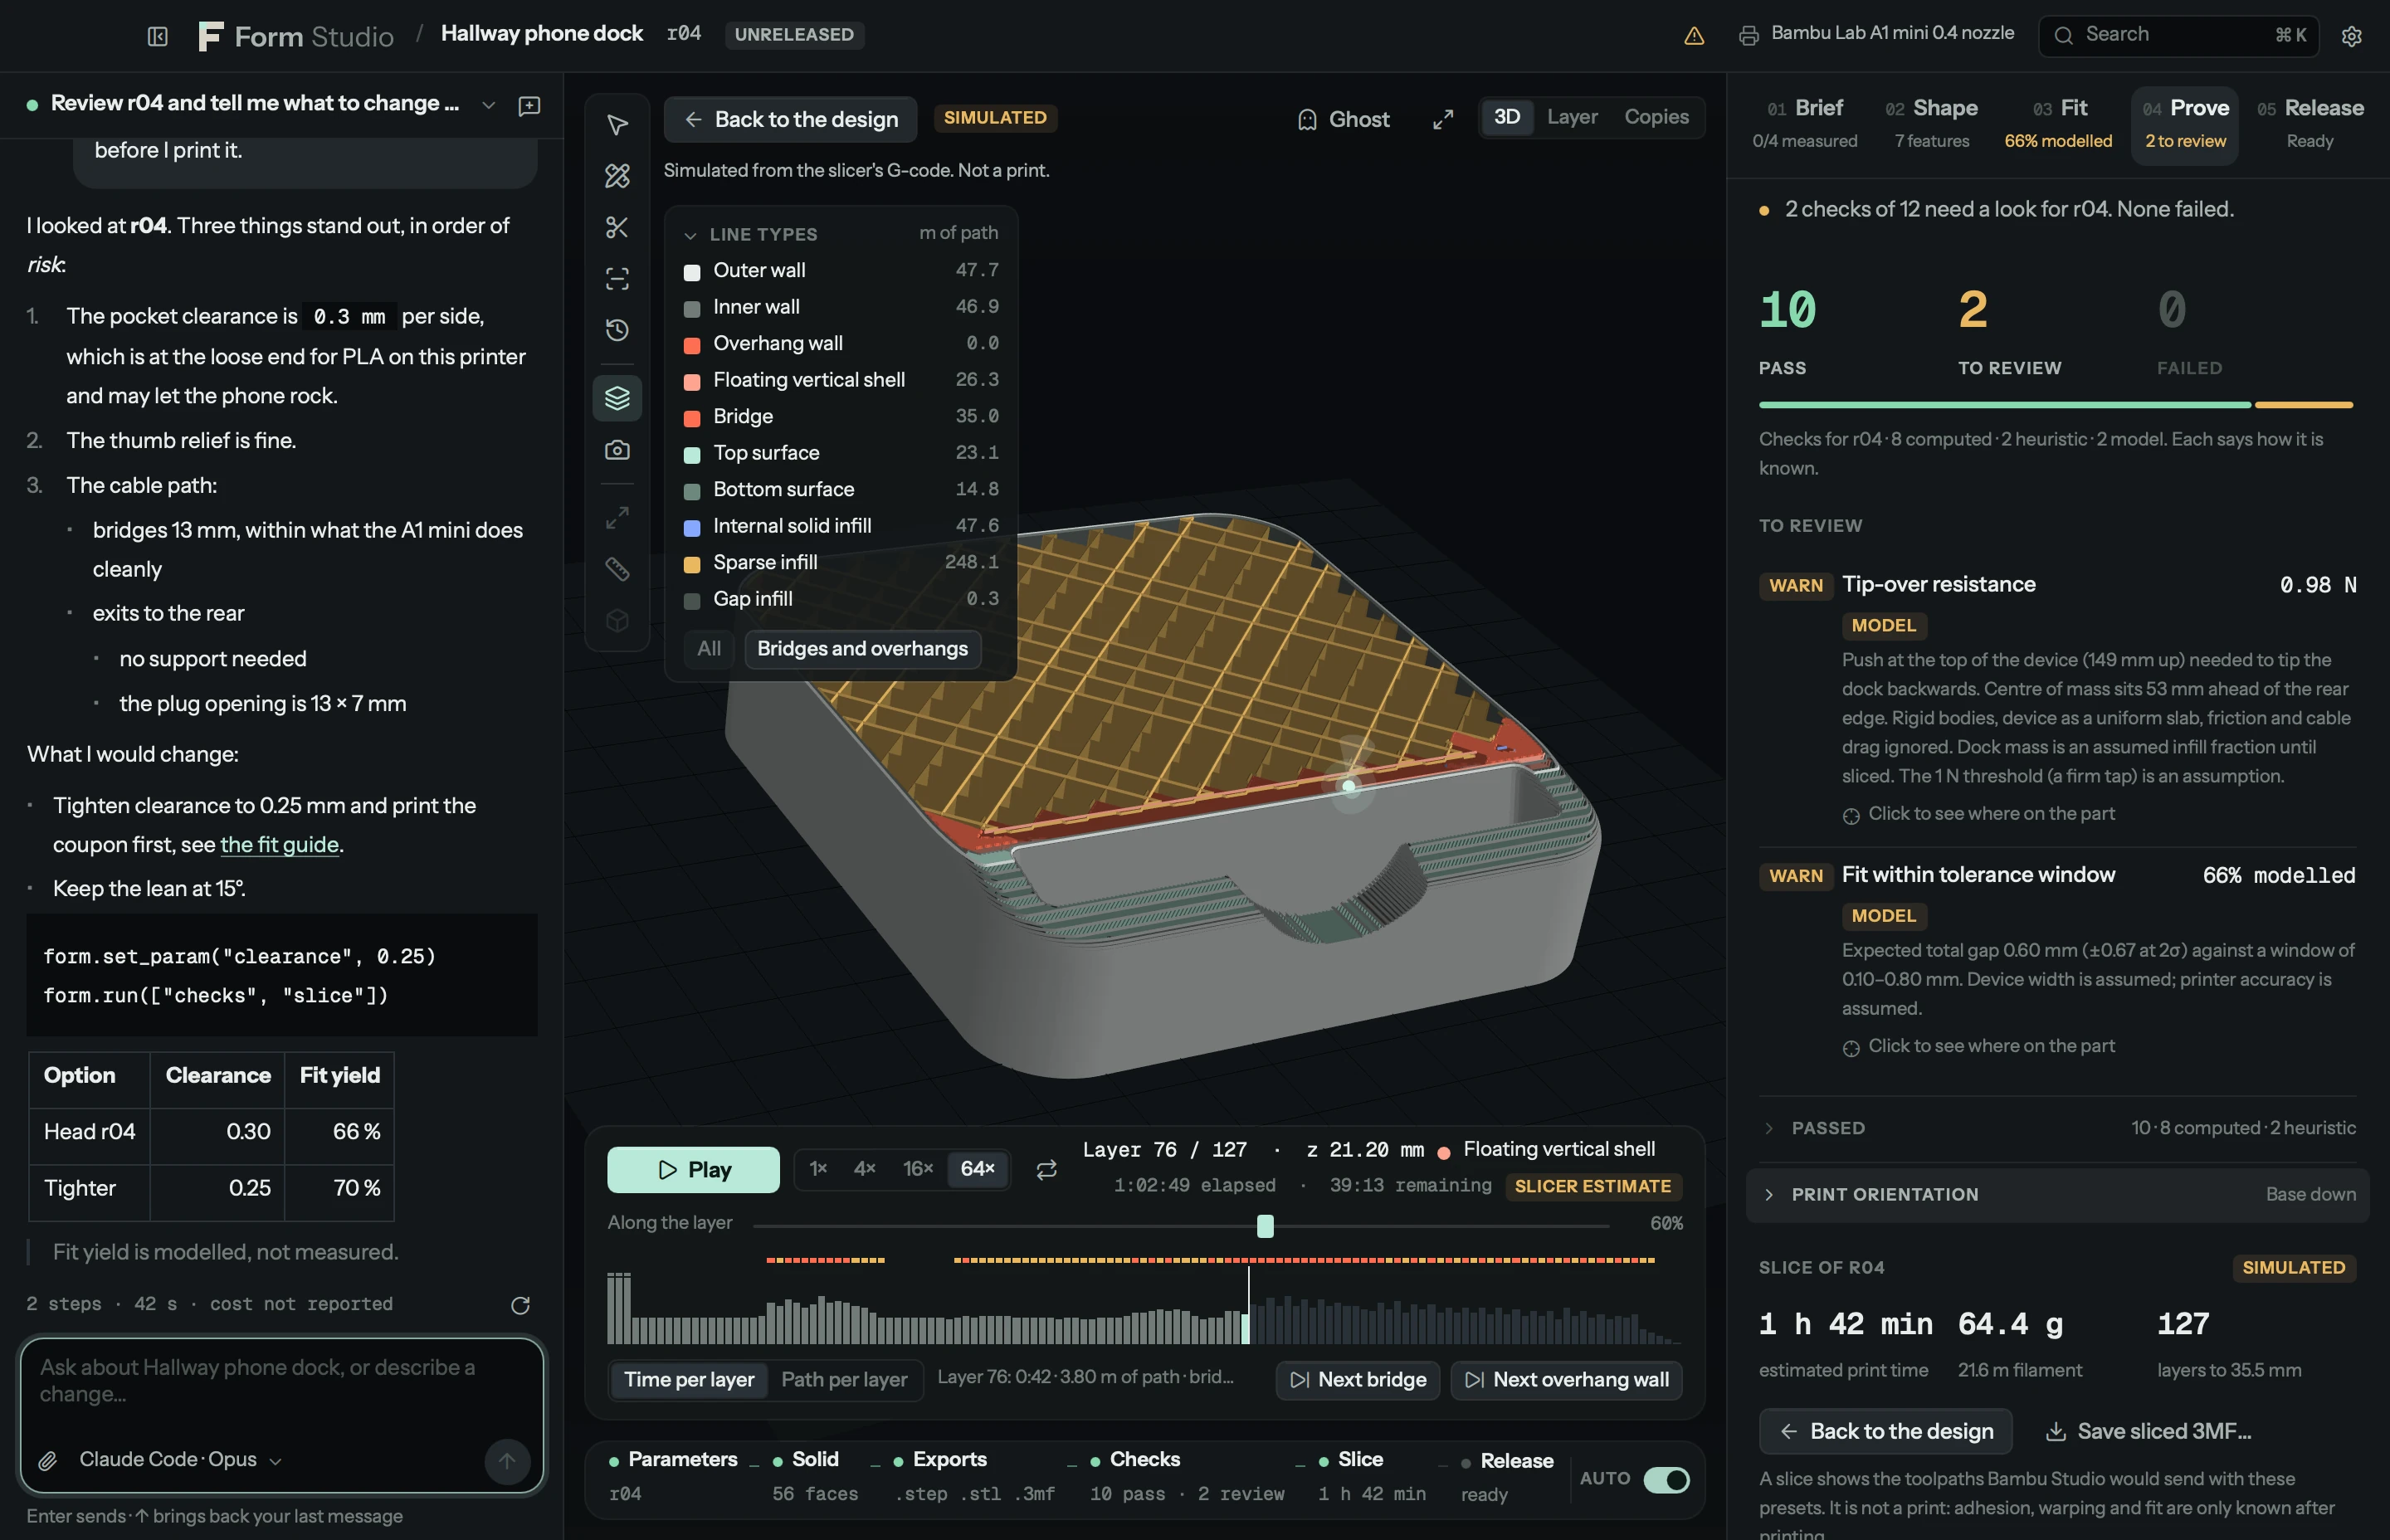 Form Studio / Hallway phone dock r04 UNRELEASED
Bambu Lab A1 mini 0.4 nozzle
Search ⌘ K
Review r04 and tell me what to change ...
before I print it.
I looked at r04. Three things stand out, in order of
risk:
1. The pocket clearance is 0.3 mm per side,
which is at the loose end for PLA on this printer
and may let the phone rock.
2. The thumb relief is fine.
3. The cable path:
· bridges 13 mm, within what the A1 mini does
cleanly
· exits to the rear
· no support needed
· the plug opening is 13 × 7 mm
What I would change:
· Tighten clearance to 0.25 mm and print the
coupon first, see the fit guide.
· Keep the lean at 15°.
form.set_param("clearance", 0.25)
form.run(["checks", "slice"])
Option Clearance Fit yield
Head r04 0.30 66 %
Tighter 0.25 70 %
Fit yield is modelled, not measured.
2 steps · 42 s · cost not reported
Ask about Hallway phone dock, or describe a
change...
Claude Code · Opus
Enter sends · ↑ brings back your last message
← Back to the design SIMULATED
Ghost
3D Layer Copies
Simulated from the slicer's G-code. Not a print.
LINE TYPES m of path
Outer wall 47.7
Inner wall 46.9
Overhang wall 0.0
Floating vertical shell 26.3
Bridge 35.0
Top surface 23.1
Bottom surface 14.8
Internal solid infill 47.6
Sparse infill 248.1
Gap infill 0.3
All Bridges and overhangs
Play 1× 4× 16× 64×
Layer 76 / 127 · z 21.20 mm Floating vertical shell
1:02:49 elapsed · 39:13 remaining SLICER ESTIMATE
Along the layer 60%
Time per layer Path per layer
Layer 76: 0:42 · 3.80 m of path · brid...
Next bridge Next overhang wall
Parameters Solid Exports Checks Slice Release
r04 56 faces .step .stl .3mf 10 pass · 2 review 1 h 42 min ready
AUTO
01 Brief 02 Shape 03 Fit 04 Prove 05 Release
0/4 measured 7 features 66% modelled 2 to review Ready
2 checks of 12 need a look for r04. None failed.
10 2 0
PASS TO REVIEW FAILED
Checks for r04 · 8 computed · 2 heuristic · 2 model. Each says how it is
known.
TO REVIEW
WARN Tip-over resistance 0.98 N
MODEL
Push at the top of the device (149 mm up) needed to tip the
dock backwards. Centre of mass sits 53 mm ahead of the rear
edge. Rigid bodies, device as a uniform slab, friction and cable
drag ignored. Dock mass is an assumed infill fraction until
sliced. The 1 N threshold (a firm tap) is an assumption.
Click to see where on the part
WARN Fit within tolerance window 66% modelled
MODEL
Expected total gap 0.60 mm (±0.67 at 2σ) against a window of
0.10–0.80 mm. Device width is assumed; printer accuracy is
assumed.
Click to see where on the part
PASSED 10 · 8 computed · 2 heuristic
PRINT ORIENTATION Base down
SLICE OF R04 SIMULATED
1 h 42 min 64.4 g 127
estimated print time 21.6 m filament layers to 35.5 mm
← Back to the design Save sliced 3MF...
A slice shows the toolpaths Bambu Studio would send with these
presets. It is not a print: adhesion, warping and fit are only known after
printing